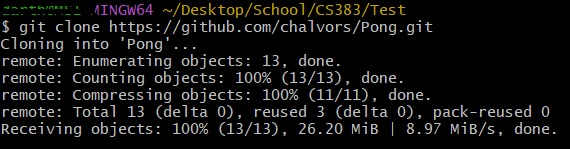 MINGW64 ~/Desktop/School/CS383/Test
$ git clone https://github.com/chalvors/Pong.git
Cloning into 'Pong'...
remote: Enumerating objects: 13, done.
remote: Counting objects: 100% (13/13), done.
remote: Compressing objects: 100% (11/11), done.
remote: Total 13 (delta 0), reused 3 (delta 0), pack-reused 0
Receiving objects: 100% (13/13), 26.20 MiB | 8.97 MiB/s, done.